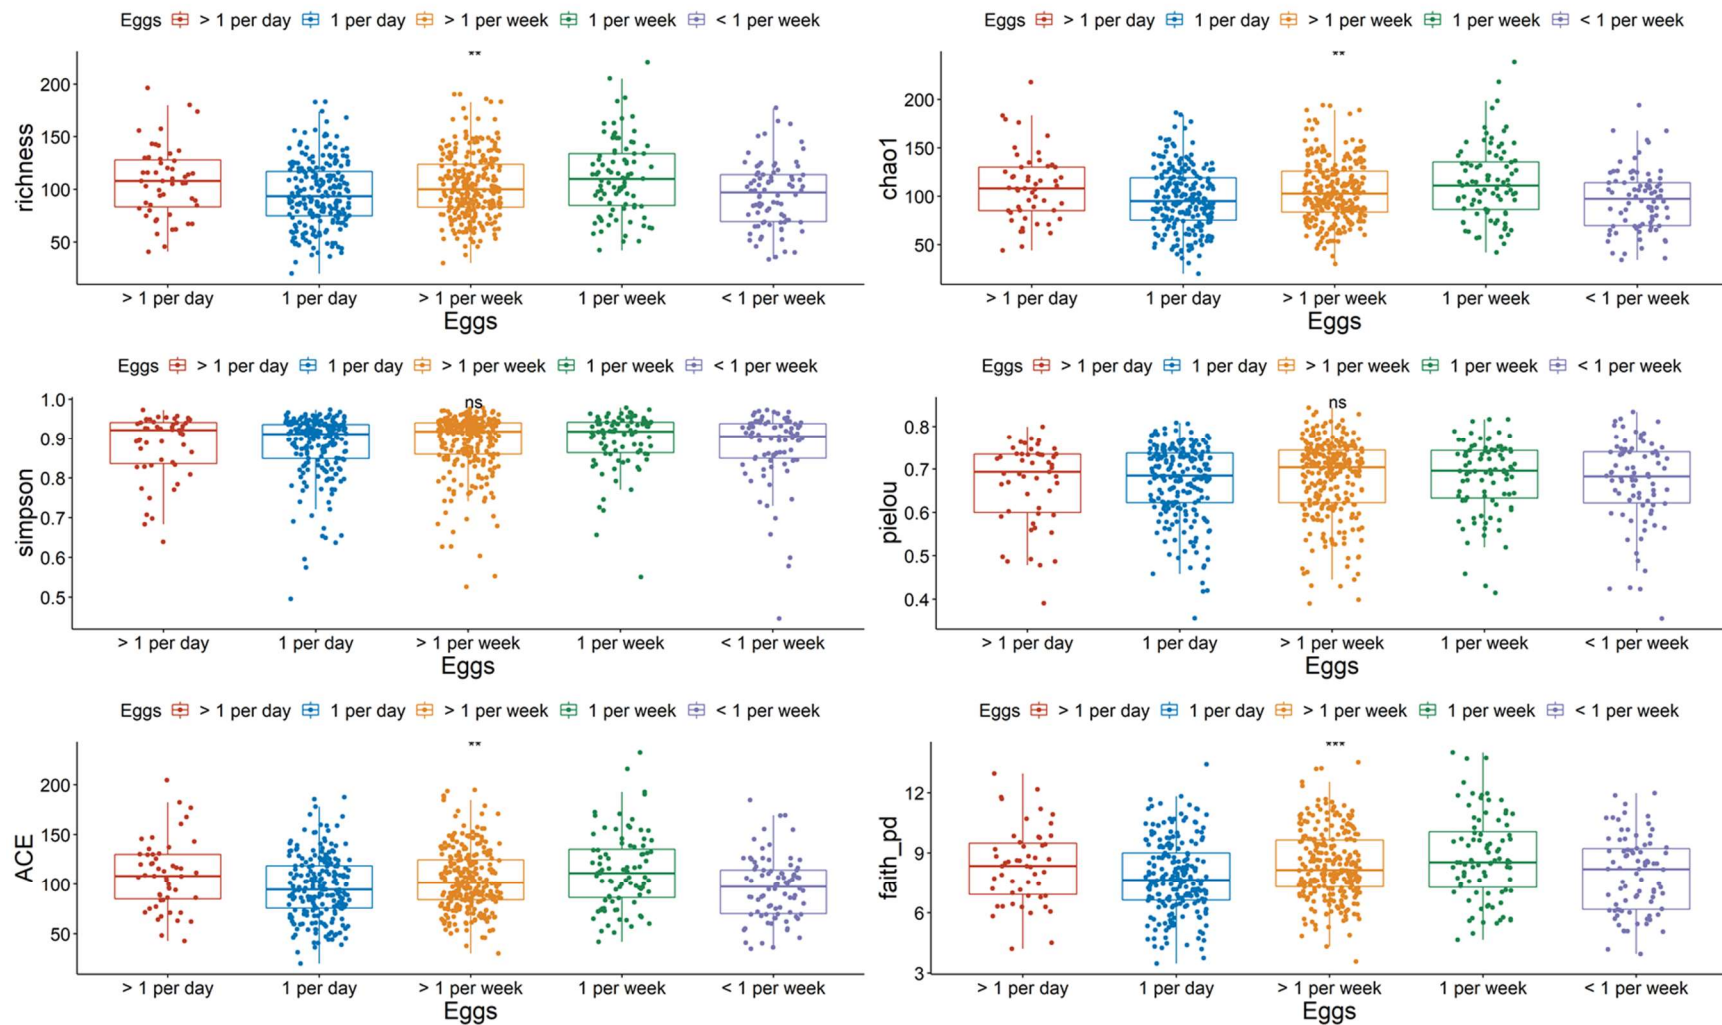 Eggs > 1 per day 1 per day > 1 per week 1 per week < 1 per week
**
richness
200
150
100
50
> 1 per day 1 per day > 1 per week 1 per week < 1 per week
Eggs
Eggs > 1 per day 1 per day > 1 per week 1 per week < 1 per week
**
chao1
200
150
100
50
> 1 per day 1 per day > 1 per week 1 per week < 1 per week
Eggs
Eggs > 1 per day 1 per day > 1 per week 1 per week < 1 per week
ns
simpson
1.0
0.9
0.8
0.7
0.6
0.5
> 1 per day 1 per day > 1 per week 1 per week < 1 per week
Eggs
Eggs > 1 per day 1 per day > 1 per week 1 per week < 1 per week
ns
pielou
0.8
0.7
0.6
0.5
0.4
> 1 per day 1 per day > 1 per week 1 per week < 1 per week
Eggs
Eggs > 1 per day 1 per day > 1 per week 1 per week < 1 per week
**
ACE
200
150
100
50
> 1 per day 1 per day > 1 per week 1 per week < 1 per week
Eggs
Eggs > 1 per day 1 per day > 1 per week 1 per week < 1 per week
***
faith_pd
12
9
6
3
> 1 per day 1 per day > 1 per week 1 per week < 1 per week
Eggs